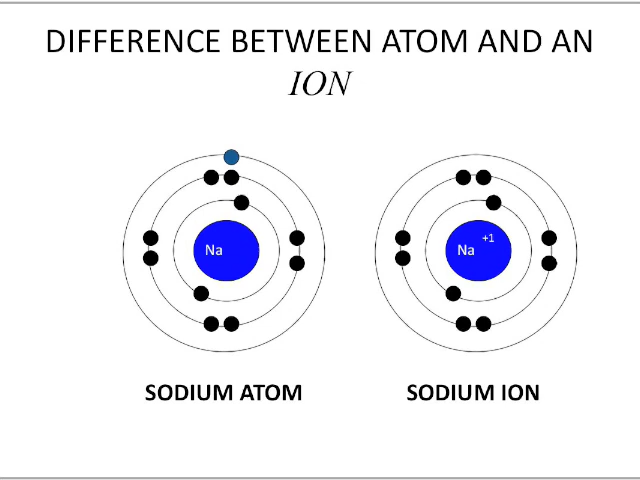 DIFFERENCE BETWEEN ATOM AND AN
ION
Na
Na +1
SODIUM ATOM
SODIUM ION